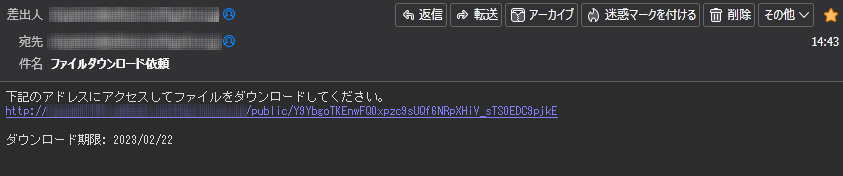 差出人
返信 転送 アーカイブ 迷惑マークを付ける 削除 その他
宛先
14:43
件名 ファイルダウンロード依頼
下記のアドレスにアクセスしてファイルをダウンロードしてください。
http:// /public/Y9YbgoTKEnwFQ0xpzc9sUQf6NRpXHiV_sTS0EDC9pjkE
ダウンロード期限: 2023/02/22